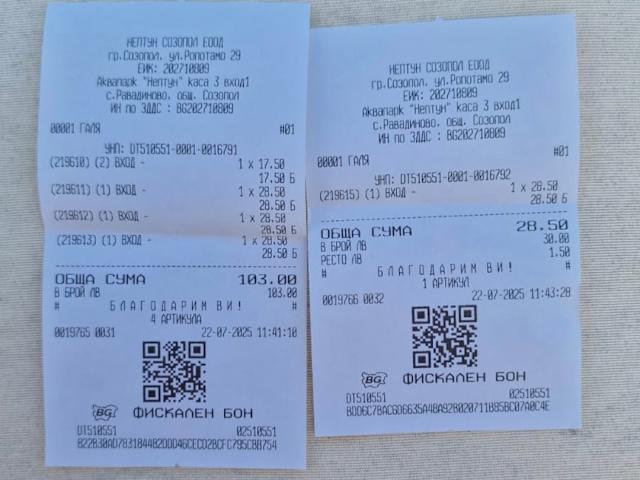 НЕПТУН СОЗОПОЛ ЕООД
гр.Созопол, ул.Ропотамо 29
ЕИК: 202710809
Аквапарк "Нептун" каса 3 вход1
с.Равадиново, общ. Созопол
ИН по ЗДДС : BG202710809
00001 ГАЛЯ #01
УНП: DT510551-0001-0016791
(219610) (2) ВХОД - 1 x 17.50
17.50 Б
(219611) (1) ВХОД - 1 x 28.50
28.50 Б
(219612) (1) ВХОД - 1 x 28.50
28.50 Б
(219613) (1) ВХОД - 1 x 28.50
28.50 Б
ОБЩА СУМА 103.00
В БРОЙ ЛВ 103.00
# БЛАГОДАРИМ ВИ! #
4 АРТИКУЛА
0019765 0031 22-07-2025 11:41:10
BG ФИСКАЛЕН БОН
DT510551 02510551
НЕПТУН СОЗОПОЛ ЕООД
гр.Созопол, ул.Ропотамо 29
ЕИК: 202710809
Аквапарк "Нептун" каса 3 вход1
с.Равадиново, общ. Созопол
ИН по ЗДДС : BG202710809
00001 ГАЛЯ #01
УНП: DT510551-0001-0016792
(219615) (1) ВХОД - 1 x 28.50
28.50 Б
ОБЩА СУМА 28.50
В БРОЙ ЛВ 30.00
РЕСТО ЛВ 1.50
# БЛАГОДАРИМ ВИ! #
1 АРТИКУЛ
0019766 0032 22-07-2025 11:43:28
BG ФИСКАЛЕН БОН
DT510551 02510551